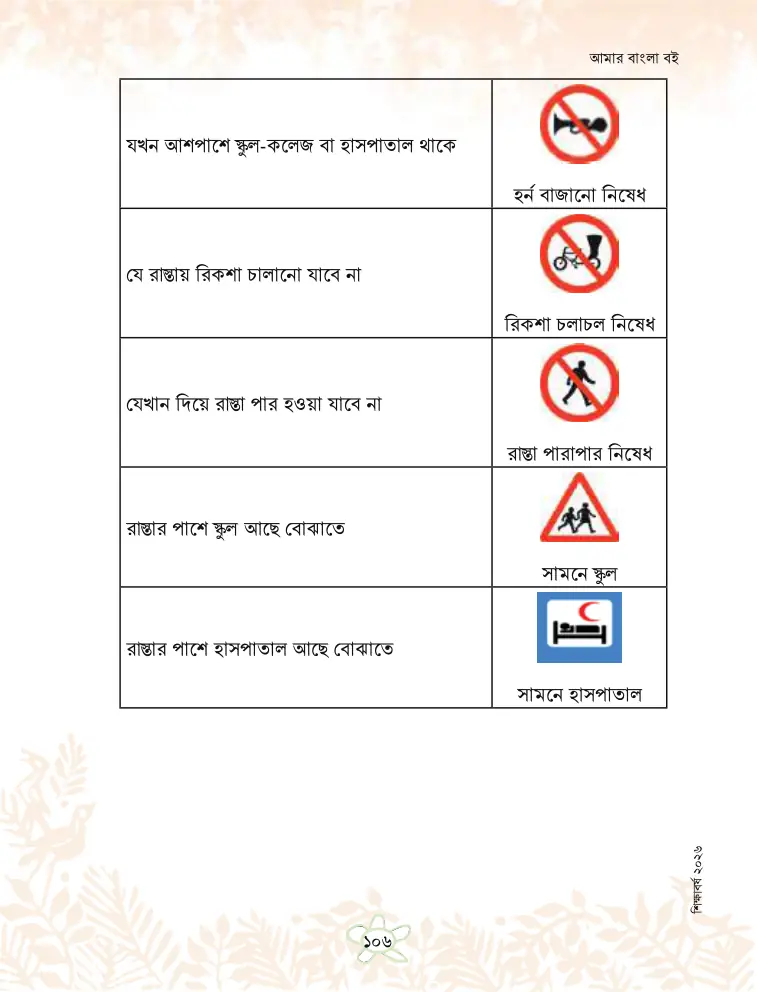 আমার বাংলা বই
যখন আশপাশে স্কুল-কলেজ বা হাসপাতাল থাকে
হর্ন বাজানো নিষেধ
যে রাস্তায় রিকশা চালানো যাবে না
রিকশা চলাচল নিষেধ
যেখান দিয়ে রাস্তা পার হওয়া যাবে না
রাস্তা পারাপার নিষেধ
রাস্তার পাশে স্কুল আছে বোঝাতে
সামনে স্কুল
রাস্তার পাশে হাসপাতাল আছে বোঝাতে
সামনে হাসপাতাল
শিক্ষাবর্ষ ২০২৬
১০৬